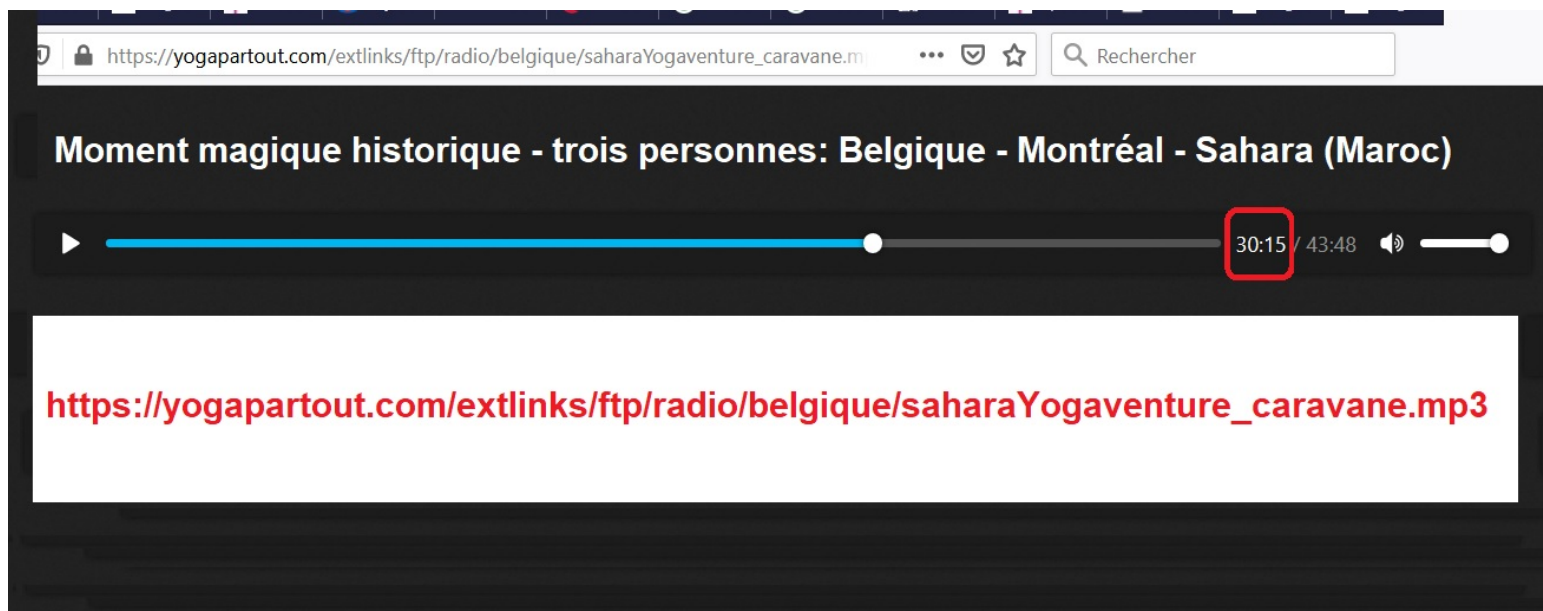 https://yogapartout.com/extlinks/ftp/radio/belgique/saharaYogaventure_caravane.m
Rechercher
Moment magique historique - trois personnes: Belgique - Montréal - Sahara (Maroc)
30:15 / 43:48
https://yogapartout.com/extlinks/ftp/radio/belgique/saharaYogaventure_caravane.mp3